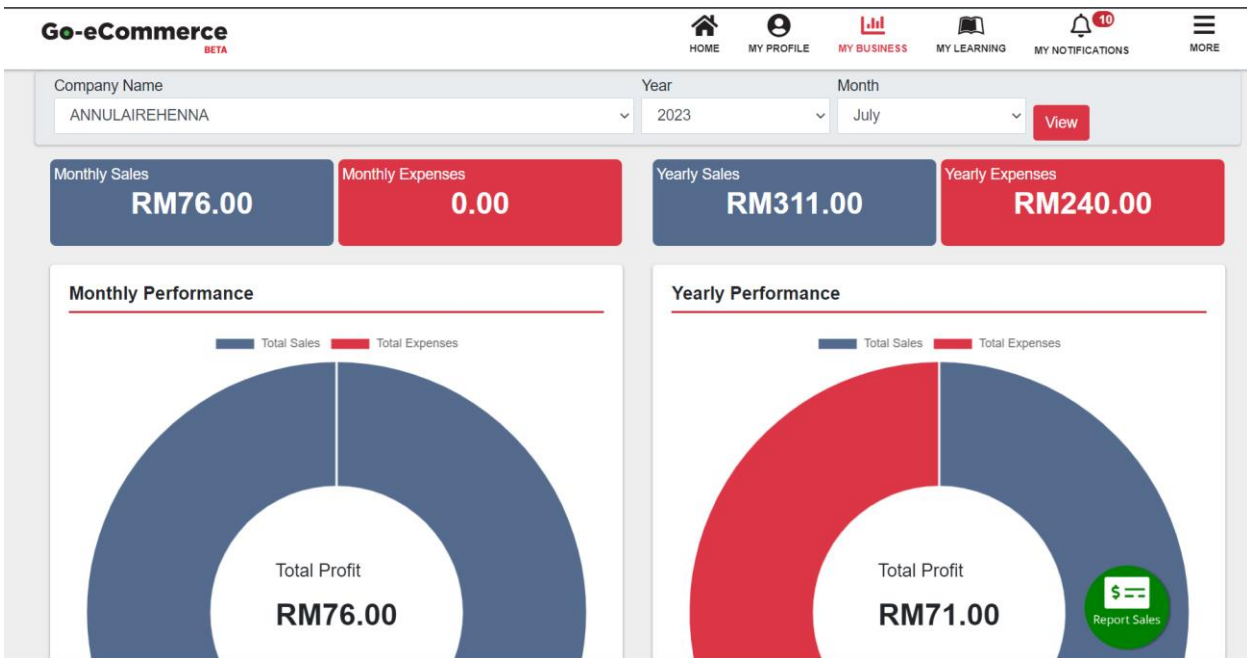 Go-eCommerce
BETA
HOME
MY PROFILE
MY BUSINESS
MY LEARNING
10
MY NOTIFICATIONS
MORE
Company Name
Year
Month
ANNULAIREHENNA
2023
July
View
Monthly Sales
RM76.00
Monthly Expenses
0.00
Yearly Sales
RM311.00
Yearly Expenses
RM240.00
Monthly Performance
Total Sales
Total Expenses
Total Profit
RM76.00
Yearly Performance
Total Sales
Total Expenses
Total Profit
RM71.00
$
Report Sales